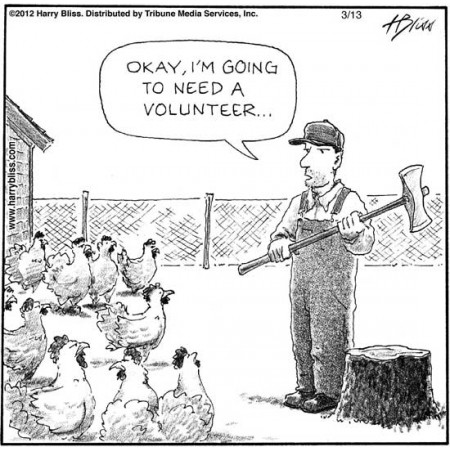 ©2012 Harry Bliss. Distributed by Tribune Media Services, Inc.
3/13
HBliss
OKAY, I'M GOING
TO NEED A
VOLUNTEER...
www.harrybliss.com